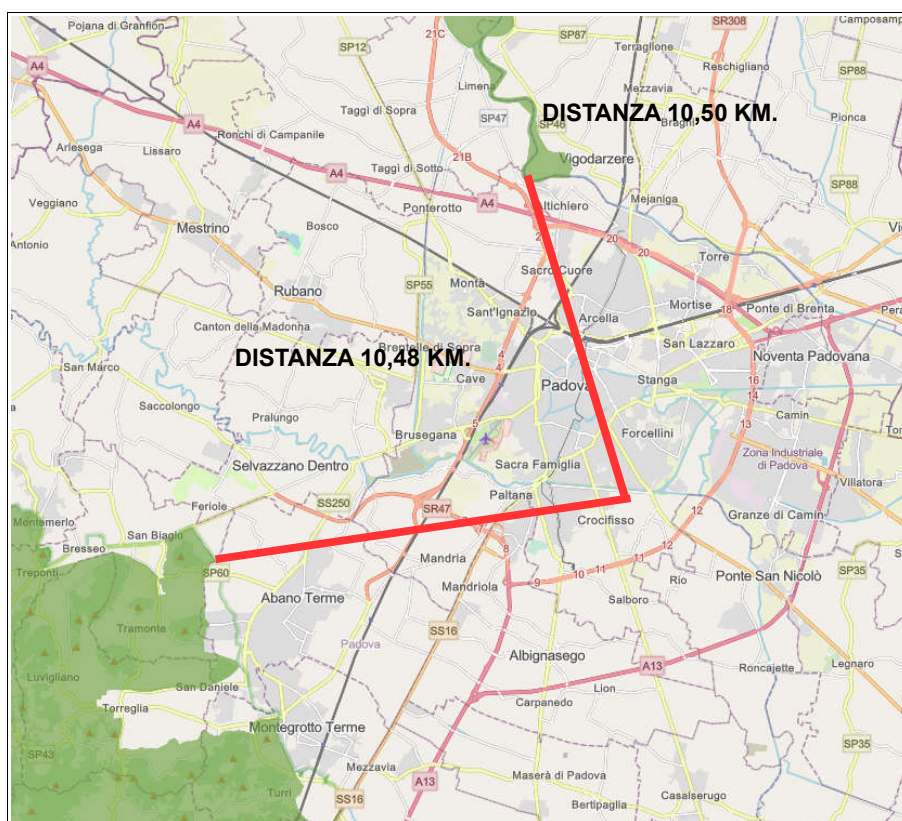 Pojana di Granfion
SP12
21C
SP87
SR308
Camposamp
Terraglione
Reschigliano
A4
Limena
Mezzavia
SP88
Taggì di Sopra
SP47
DISTANZA 10,50 KM.
SP46
Braghi
Pionca
A4
Ronchi di Campanile
Arlesega
Lissaro
21B
Taggì di Sotto
Vigodarzere
A4
SP88
Veggiano
Ponterotto
A4
Altichiero
Mejaniga
Mestrino
Bosco
20
Antonio
20
Torre
Sacro Cuore
SP55
Montà
Rubano
Mortise
18
Ponte di Brenta
Sant'Ignazio
Arcella
Canton della Madonna
San Lazzaro
Brentelle di Sopra
4
DISTANZA 10,48 KM.
Noventa Padovana
San Marco
4
Cave
Stanga
16
Padova
14
Saccolongo
Pralungo
5
Camin
Brusegana
Forcellini
13
Zona Industriale
di Padova
Selvazzano Dentro
Sacra Famiglia
Villatora
Feriole
SS250
Paltana
SR47
12
Granze di Camin
Montemerlo
San Biagio
Crocifisso
12
Bresseo
8
Mandria
11
SP60
11
SP35
Treponti
10
9
Mandriola
Rio
Ponte San Nicolò
Abano Terme
Salboro
Tramonte
SS16
Padova
Albignasego
Legnaro
A13
Roncajette
Luvigliano
San Daniele
Lion
Carpanedo
Torreglia
Montegrotto Terme
SP43
SP35
Mezzavia
A13
Maserà di Padova
Turri
SS16
Casalserugo
Bertipaglia